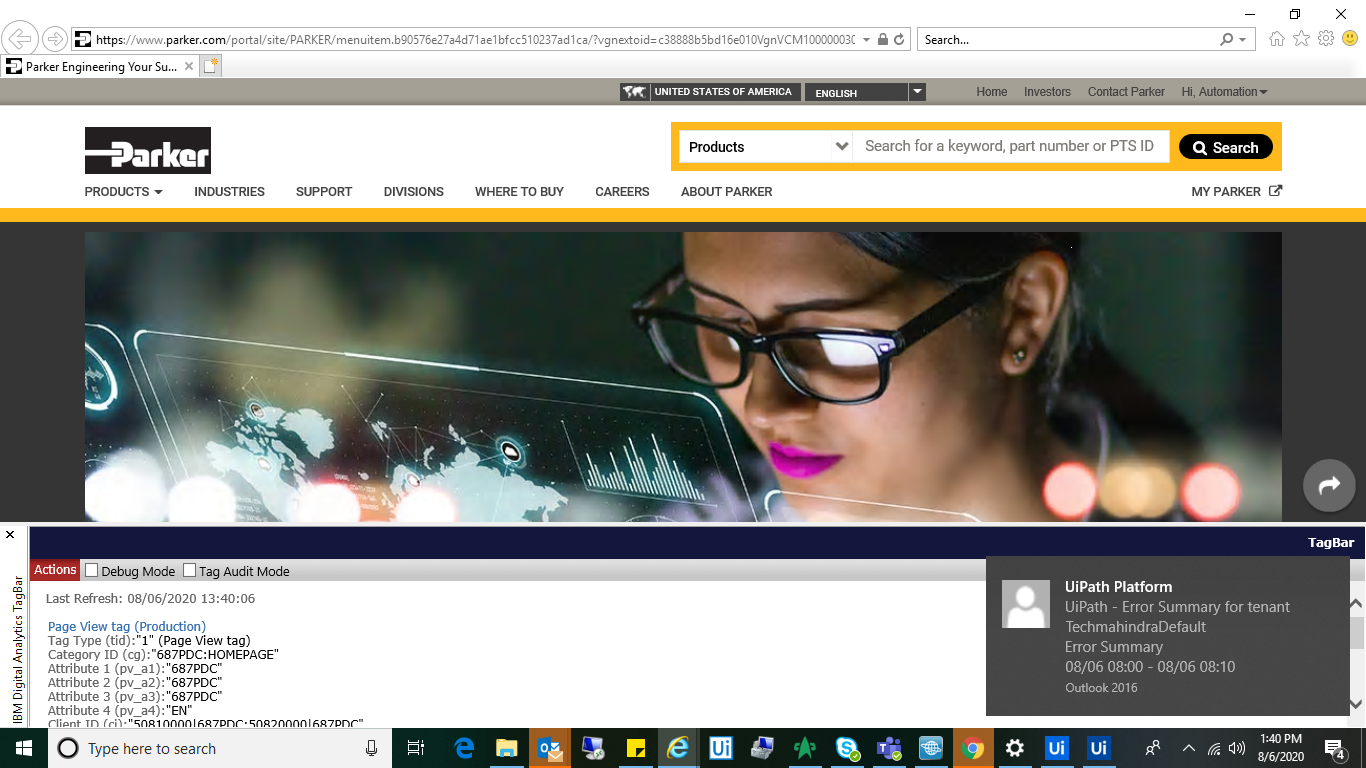 https://www.parker.com/portal/site/PARKER/menuitem.b90576e27a4d71ae1bfcc510237ad1ca/?vgnextoid=c38888b5bd16e010VgnVCM10000003
Search...
Parker Engineering Your Su...
UNITED STATES OF AMERICA
ENGLISH
Home Investors Contact Parker Hi, Automation
Parker
Products
Search for a keyword, part number or PTS ID
Search
PRODUCTS INDUSTRIES SUPPORT DIVISIONS WHERE TO BUY CAREERS ABOUT PARKER MY PARKER
TagBar
Actions Debug Mode Tag Audit Mode
IBM Digital Analytics TagBar
Last Refresh: 08/06/2020 13:40:06
Page View tag (Production)
Tag Type (tid):"1" (Page View tag)
Category ID (cg):"687PDC:HOMEPAGE"
Attribute 1 (pv_a1):"687PDC"
Attribute 2 (pv_a2):"687PDC"
Attribute 3 (pv_a3):"687PDC"
Attribute 4 (pv_a4):"EN"
Client ID (ci):"50810000|687PDC;50820000|687PDC"
UiPath Platform
UiPath - Error Summary for tenant
TechmahindraDefault
Error Summary
08/06 08:00 - 08/06 08:10
Outlook 2016
Type here to search
Ui
Ui
Ui
1:40 PM
8/6/2020
4